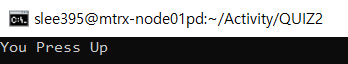 slee395@mtrx-node01pd:~/Activity/QUIZ2
You Press Up